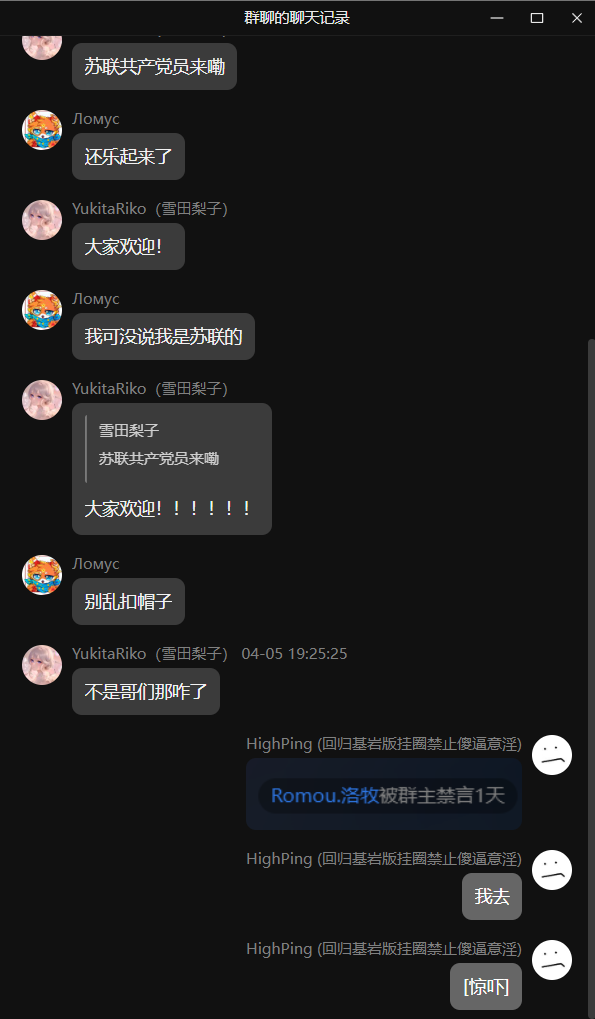 群聊的聊天记录
苏联共产党员来嘞
Ломус
还乐起来了
YukitaRiko（雪田梨子）
大家欢迎！
Ломус
我可没说我是苏联的
YukitaRiko（雪田梨子）
雪田梨子
苏联共产党员来嘞
大家欢迎！！！！！！
Ломус
别乱扣帽子
YukitaRiko（雪田梨子） 04-05 19:25:25
不是哥们那咋了
HighPing (回归基岩版挂圈禁止傻逼意淫)
Romou.洛牧被群主禁言1天
HighPing (回归基岩版挂圈禁止傻逼意淫)
我去
HighPing (回归基岩版挂圈禁止傻逼意淫)
[惊吓]